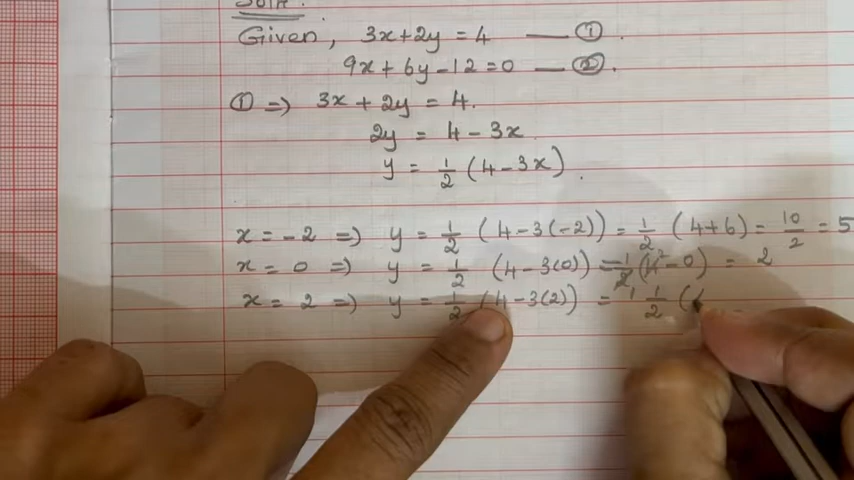 Soln.
Given, 3x+2y = 4 —— ①.
9x+6y-12=0 — ②.
① => 3x + 2y = 4.
2y = 4 - 3x
y = 1/2 (4-3x).
x = -2 => y = 1/2 (4-3(-2)) = 1/2 (4+6) = 10/2 = 5
x = 0 => y = 1/2 (4-3(0)) = 1/2 (4² - 0) = 2
x = 2 => y = 1/2 (4-3(2)) = 1/2 (